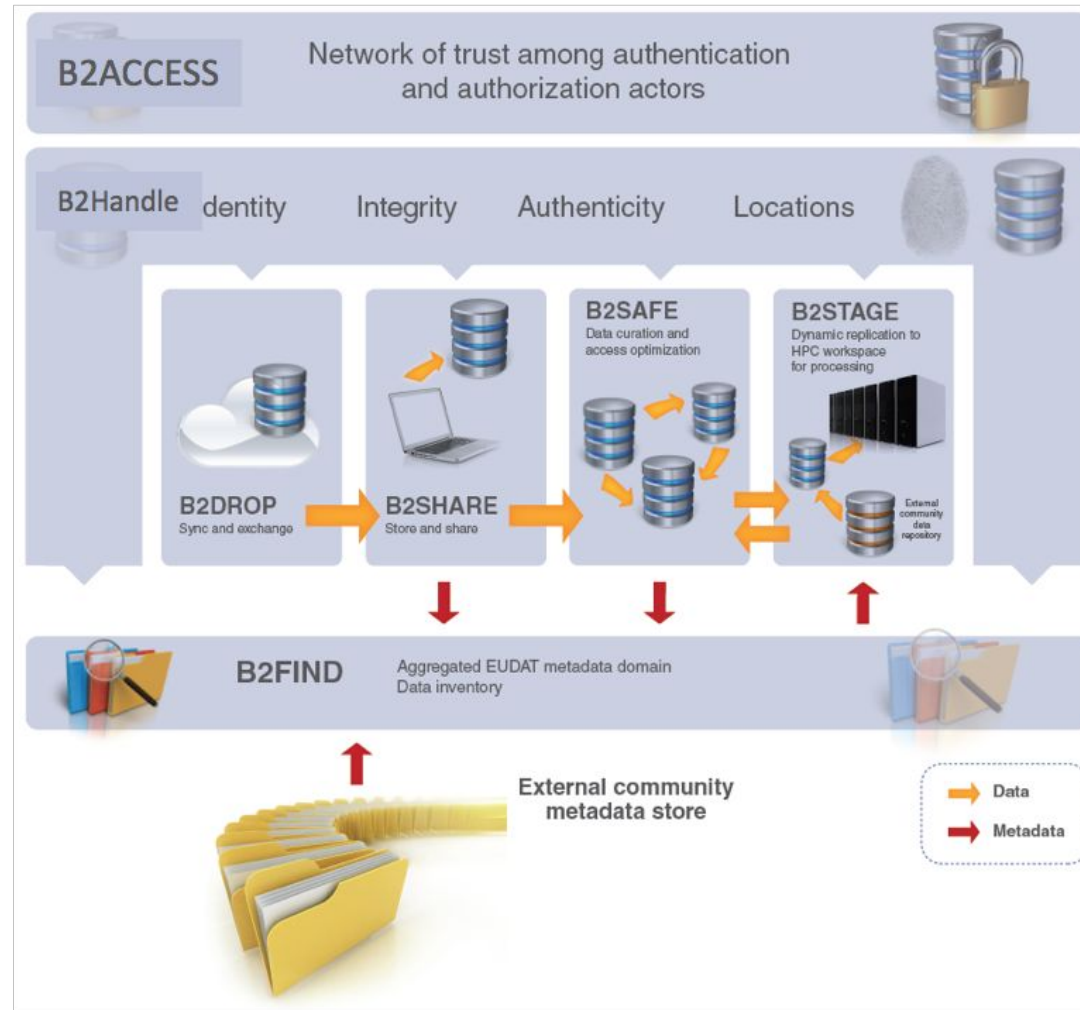 B2ACCESS
Network of trust among authentication
and authorization actors
B2Handle dentity Integrity Authenticity Locations
B2SAFE
Data curation and
access optimization
B2STAGE
Dynamic replication to
HPC workspace
for processing
B2DROP
Sync and exchange
B2SHARE
Store and share
External
community
data
repository
B2FIND
Aggregated EUDAT metadata domain
Data inventory
External community
metadata store
Data
Metadata